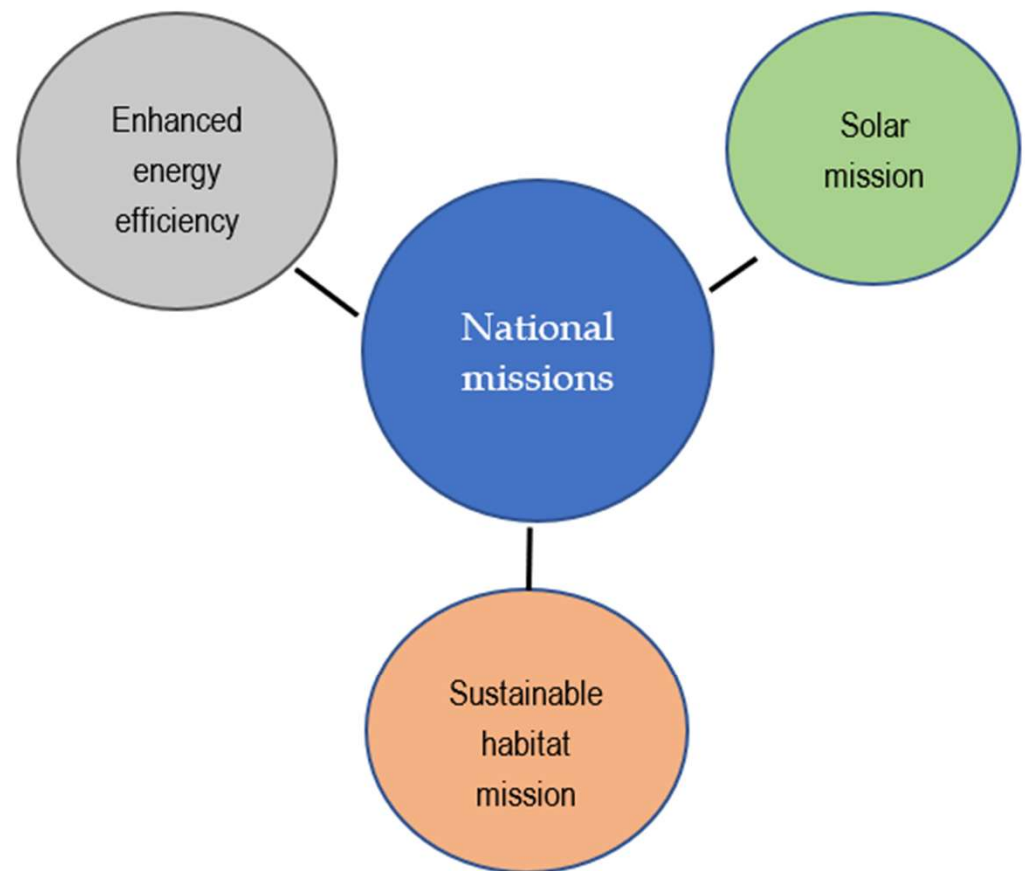 Enhanced
energy
efficiency
Solar
mission
National
missions
Sustainable
habitat
mission